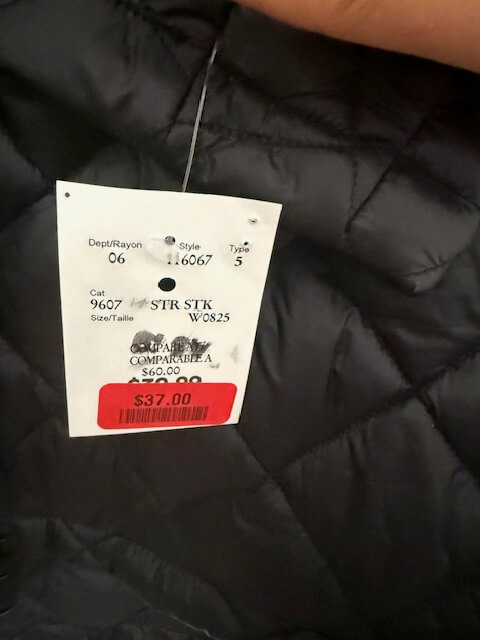 Dept/Rayon Style Type
06 116067 5
Cat
9607 STR STK
Size/Taille W0825
COMPARABLE A
$60.00
$37.00